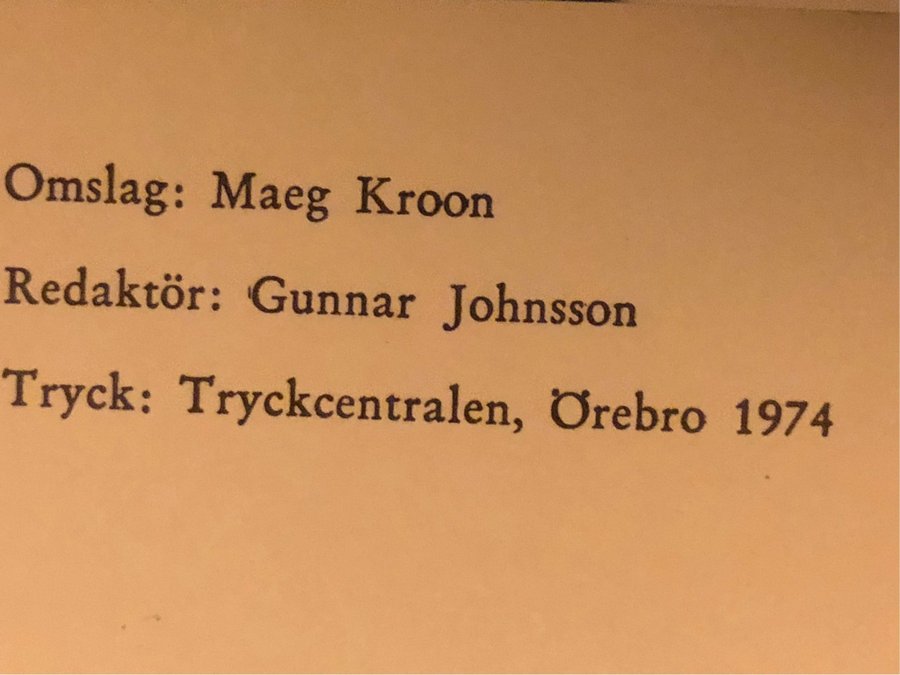 Omslag: Maeg Kroon
Redaktör: Gunnar Johnsson
Tryck: Tryckcentralen, Örebro 1974